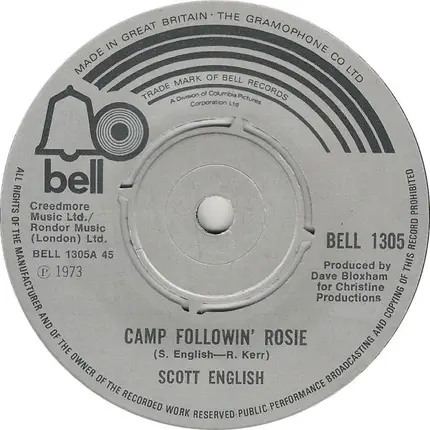 MADE IN GREAT BRITAIN · THE GRAMOPHONE CO LTD
TRADE MARK OF BELL RECORDS
A Division of Columbia Pictures
Corporation Ltd
bell
Creedmore
Music Ltd./
Rondor Music
(London) Ltd.
BELL 1305A 45
℗ 1973
BELL 1305
Produced by
Dave Bloxham
for Christine
Productions
CAMP FOLLOWIN' ROSIE
(S. English—R. Kerr)
SCOTT ENGLISH
ALL RIGHTS OF THE MANUFACTURER AND OF THE OWNER OF THE RECORDED WORK RESERVED·PUBLIC PERFORMANCE BROADCASTING AND COPYING OF THIS RECORD PROHIBITED